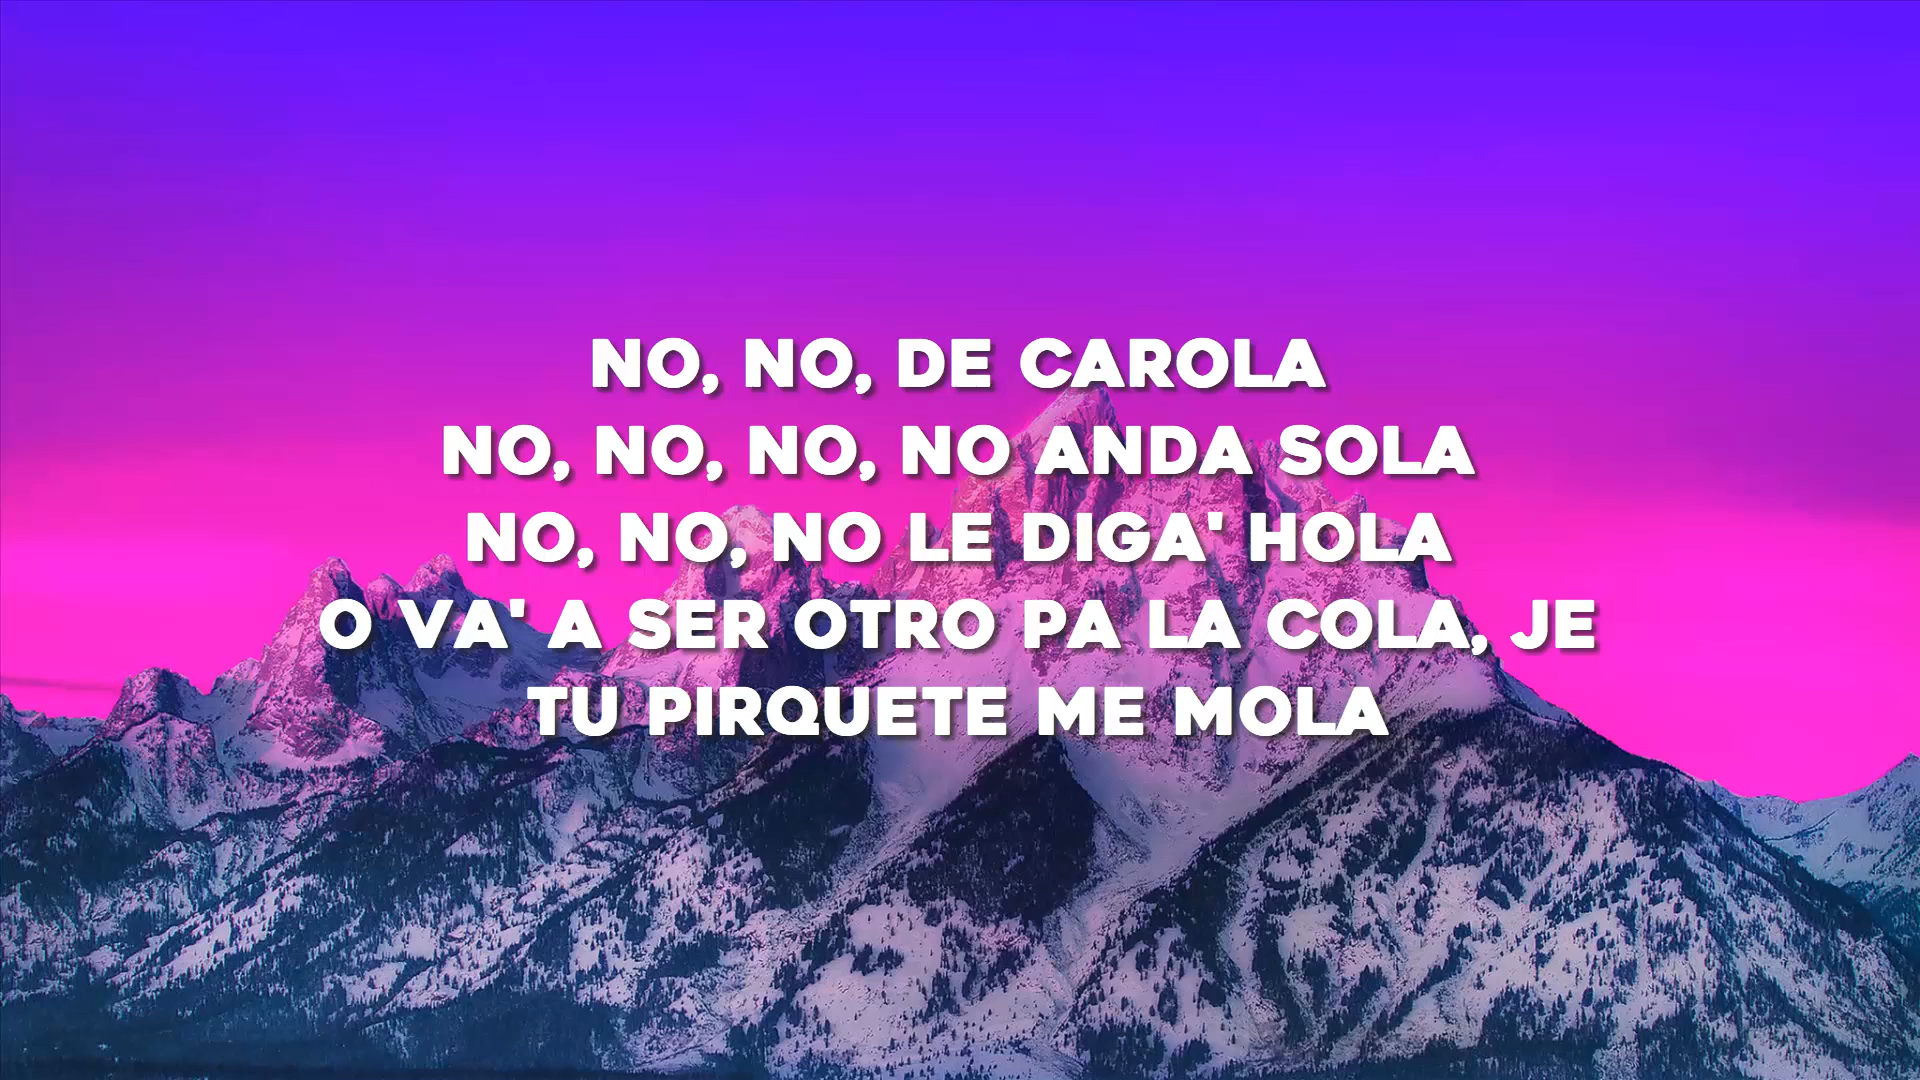 NO, NO, DE CAROLA
NO, NO, NO, NO ANDA SOLA
NO, NO, NO LE DIGA' HOLA
O VA' A SER OTRO PA LA COLA, JE
TU PIRQUETE ME MOLA